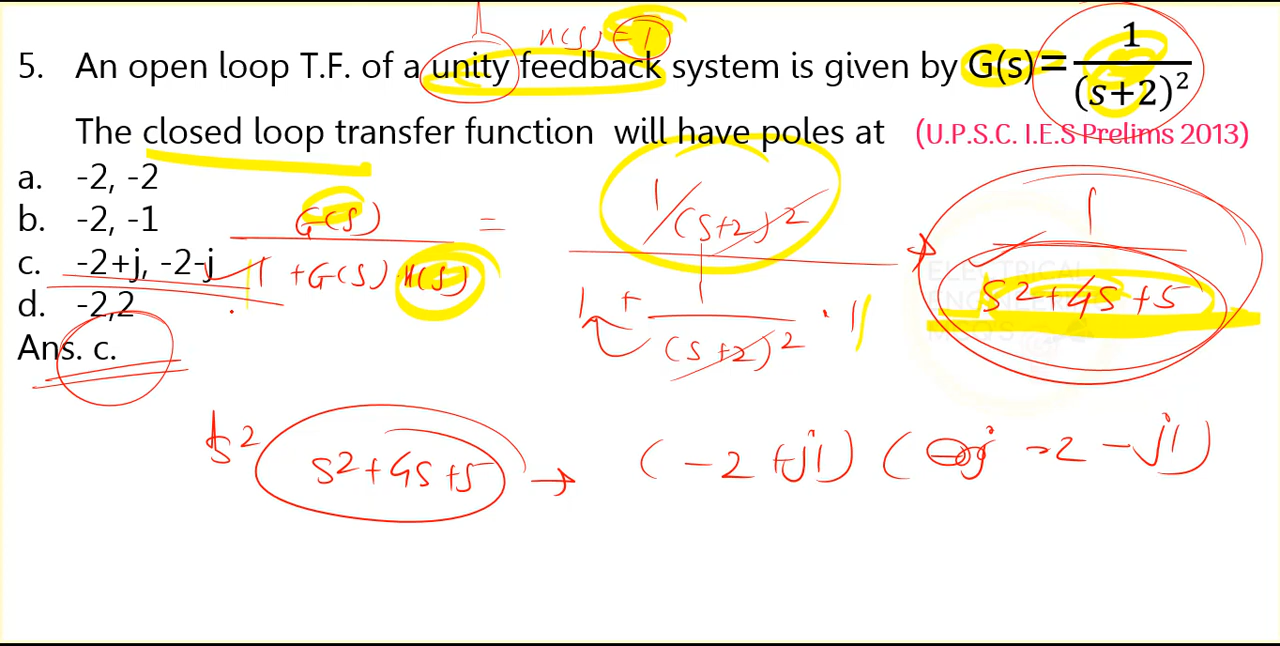 H(s) = 1
5. An open loop T.F. of a unity feedback system is given by G(s)= 1/(s+2)²
The closed loop transfer function will have poles at (U.P.S.C. I.E.S Prelims 2013)
a. -2, -2
b. -2, -1
c. -2+j, -2-j
d. -2,2
Ans. c.
G(s)
1 + G(s) · H(s)
=
1/(s+2)²
1 + 1/(s+2)² · 1
→ 1
s2+4s+5
s2
s2+4s+5 → (-2+j1) ( -2-j1)